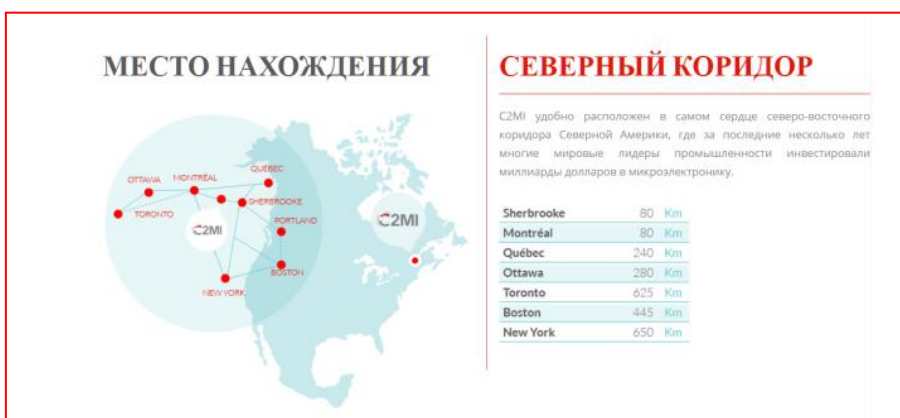 МЕСТО НАХОЖДЕНИЯ
QUÉBEC
OTTAWA
MONTRÉAL
SHERBROOKE
TORONTO
PORTLAND
C2MI
BOSTON
NEW YORK
C2MI
СЕВЕРНЫЙ КОРИДОР
C2MI удобно расположен в самом сердце северо-восточного
коридора Северной Америки, где за последние несколько лет
многие мировые лидеры промышленности инвестировали
миллиарды долларов в микроэлектронику.
Sherbrooke 80 Km
Montréal 80 Km
Québec 240 Km
Ottawa 280 Km
Toronto 625 Km
Boston 445 Km
New York 650 Km